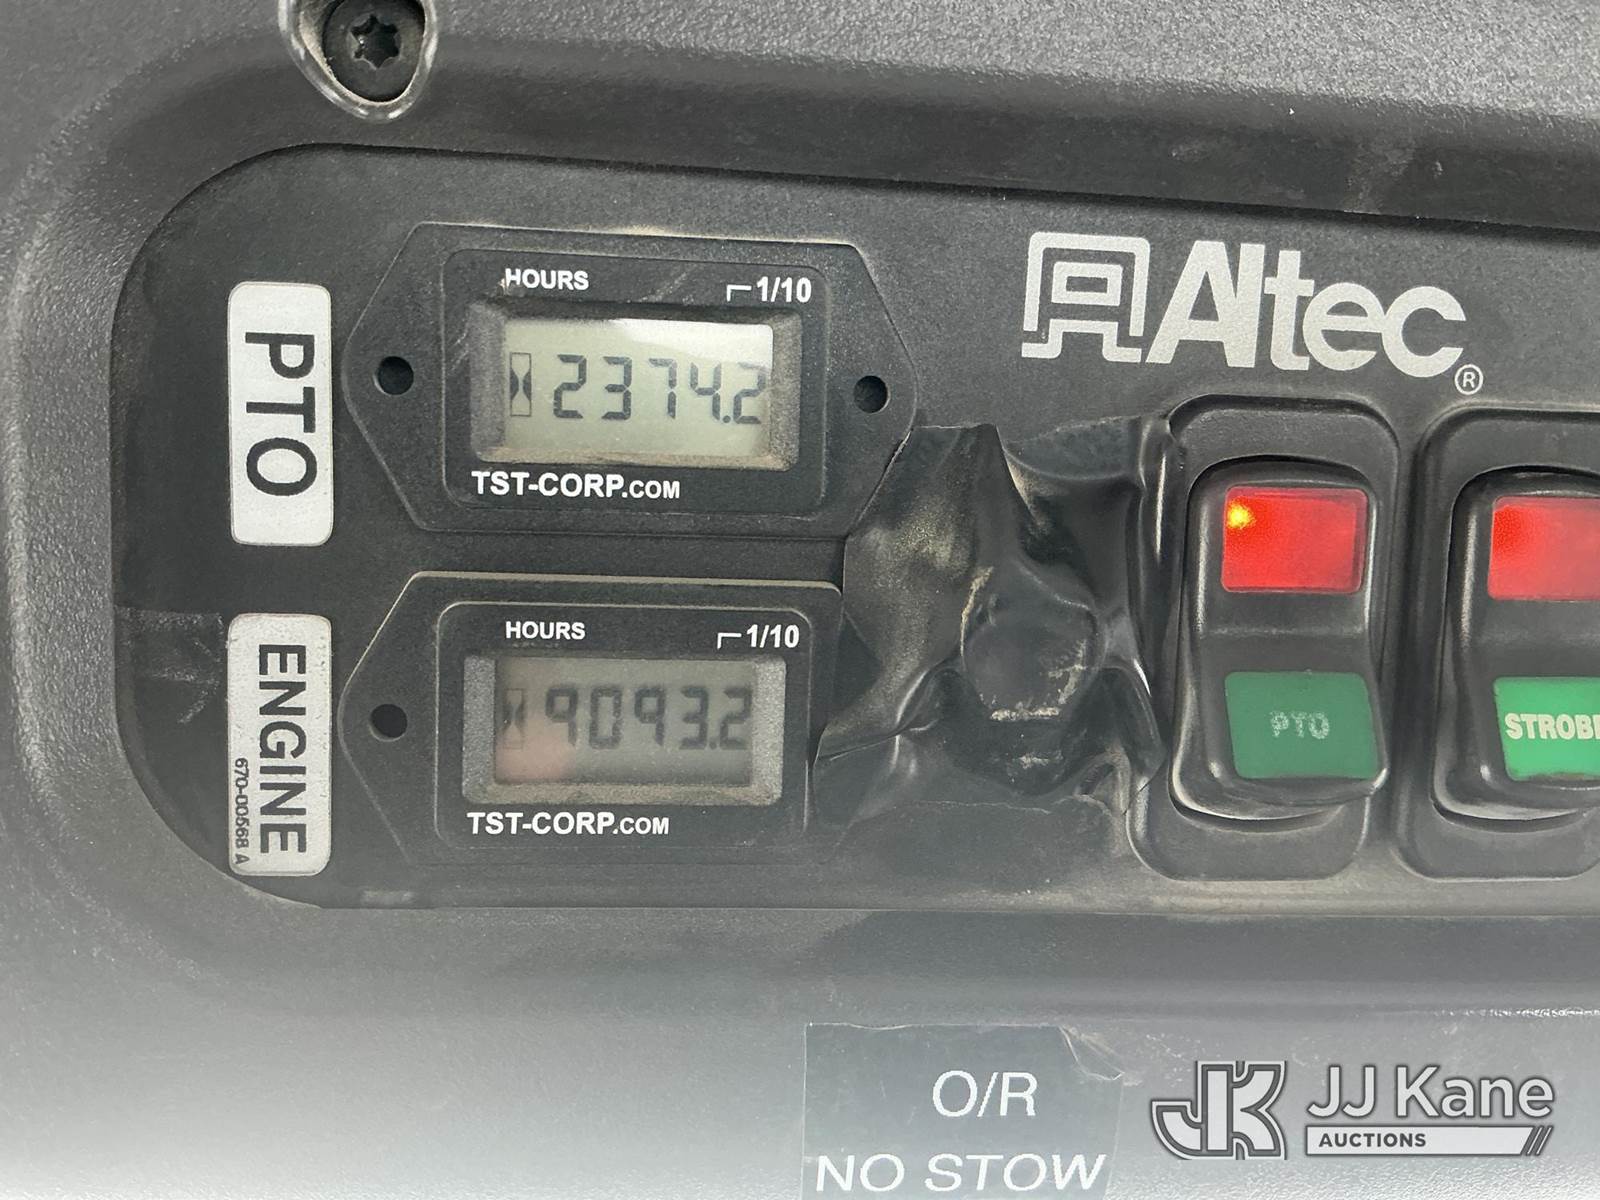 HOURS 1/10
2374.2
TST-CORP.COM
PTO
Altec®
HOURS 1/10
9093.2
TST-CORP.COM
ENGINE
670-00568 A
PTO
STROBE
O/R
NO STOW
JK JJ Kane
AUCTIONS